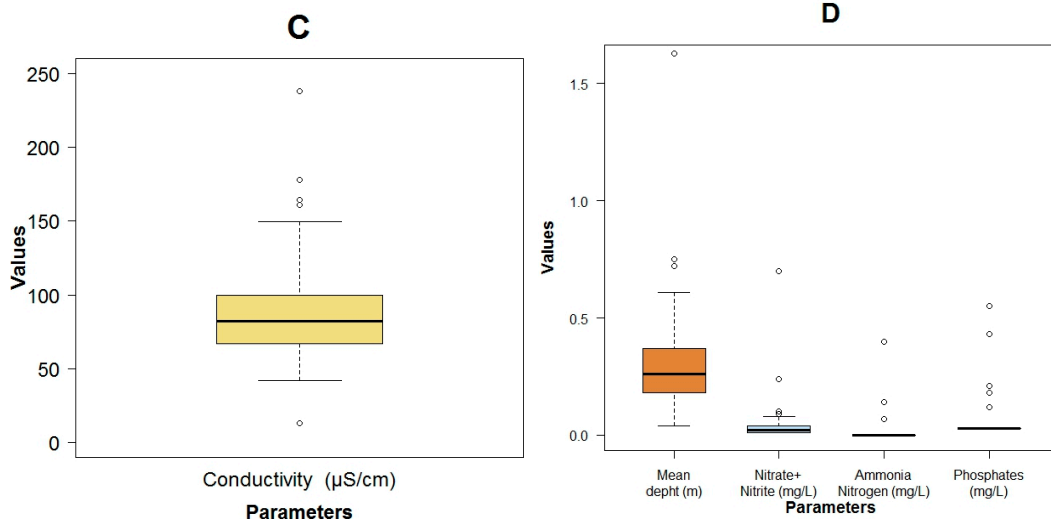 C
250
200
150
100
50
0
Values
Conductivity (µS/cm)
Parameters
D
1.5
1.0
0.5
0.0
Values
Mean depht (m)
Nitrate+ Nitrite (mg/L)
Ammonia Nitrogen (mg/L)
Phosphates (mg/L)
Parameters